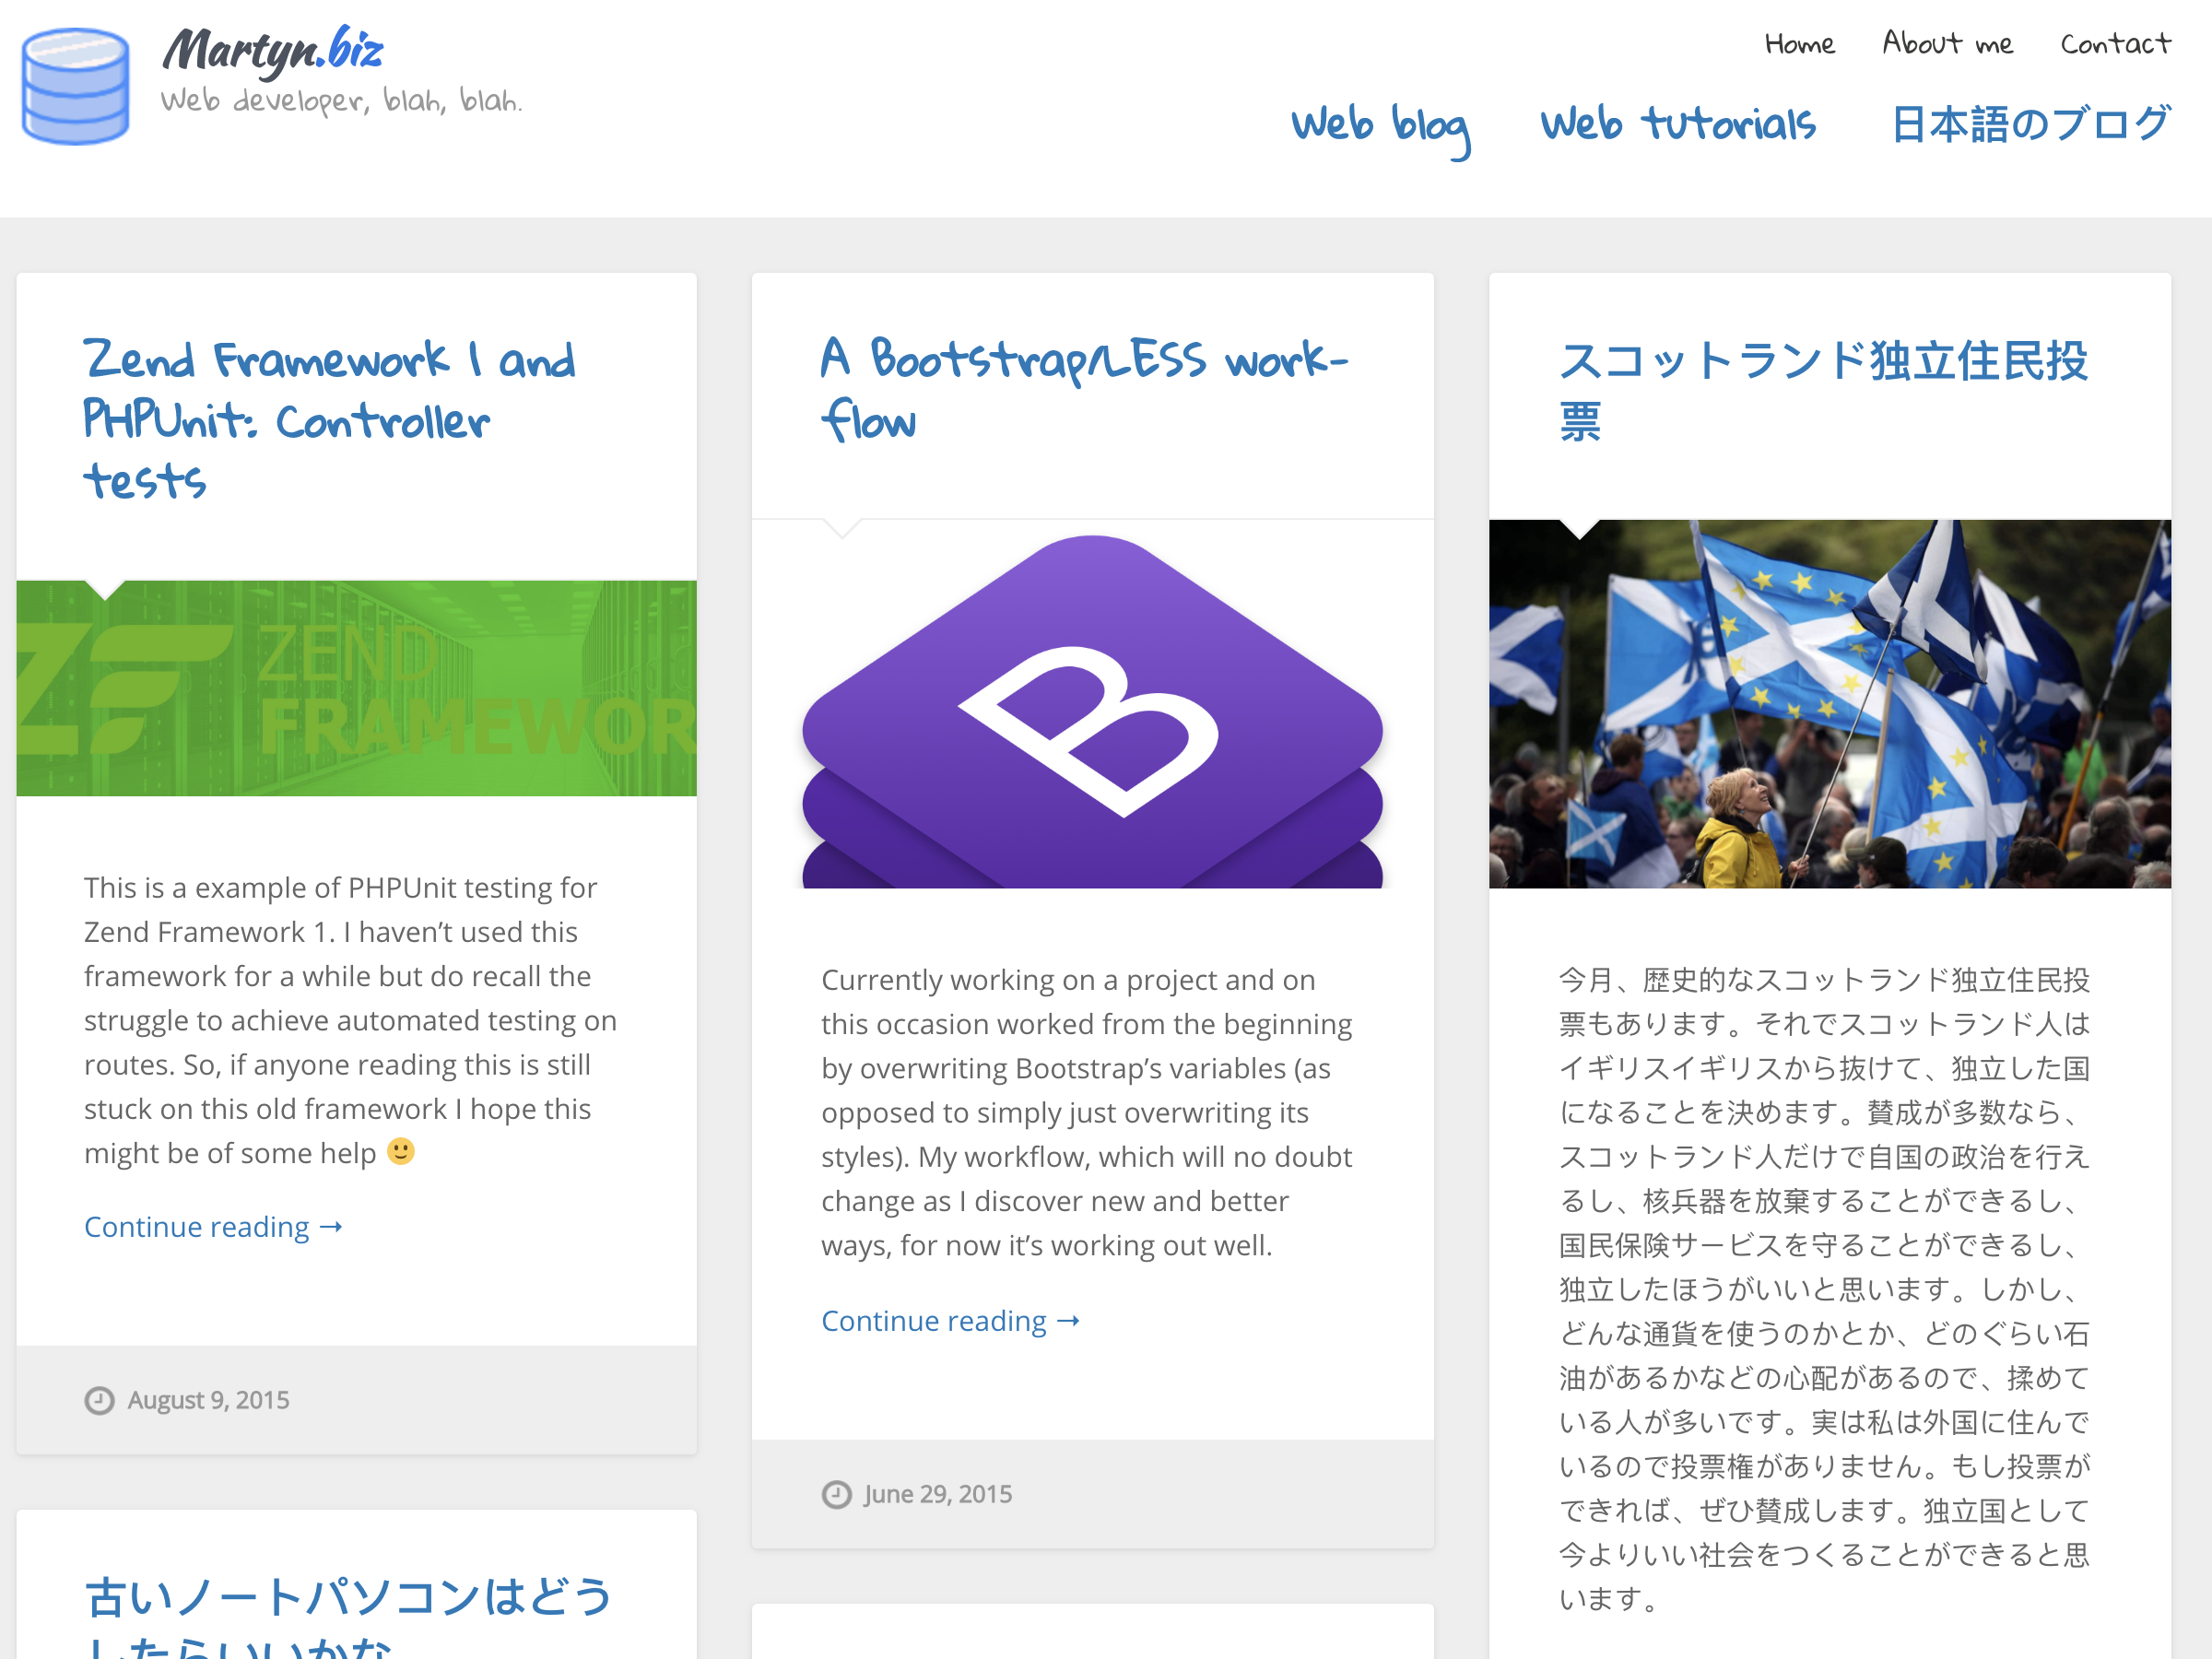 Martyn.biz
Web developer, blah, blah.
Home About me Contact
Web blog Web tutorials 日本語のブログ
Zend Framework 1 and
PHPUnit: Controller
tests
ZF ZEND
FRAMEWOR
This is a example of PHPUnit testing for
Zend Framework 1. I haven’t used this
framework for a while but do recall the
struggle to achieve automated testing on
routes. So, if anyone reading this is still
stuck on this old framework I hope this
might be of some help 🙂
Continue reading →
August 9, 2015
古いノートパソコンはどう
したらいいかな
A Bootstrap/LESS work-
flow
B
Currently working on a project and on
this occasion worked from the beginning
by overwriting Bootstrap’s variables (as
opposed to simply just overwriting its
styles). My workflow, which will no doubt
change as I discover new and better
ways, for now it’s working out well.
Continue reading →
June 29, 2015
スコットランド独立住民投
票
今月、歴史的なスコットランド独立住民投
票もあります。それでスコットランド人は
イギリスイギリスから抜けて、独立した国
になることを決めます。賛成が多数なら、
スコットランド人だけで自国の政治を行え
るし、核兵器を放棄することができるし、
国民保険サービスを守ることができるし、
独立したほうがいいと思います。しかし、
どんな通貨を使うのかとか、どのぐらい石
油があるかなどの心配があるので、揉めて
いる人が多いです。実は私は外国に住んで
いるので投票権がありません。もし投票が
できれば、ぜひ賛成します。独立国として
今よりいい社会をつくることができると思
います。